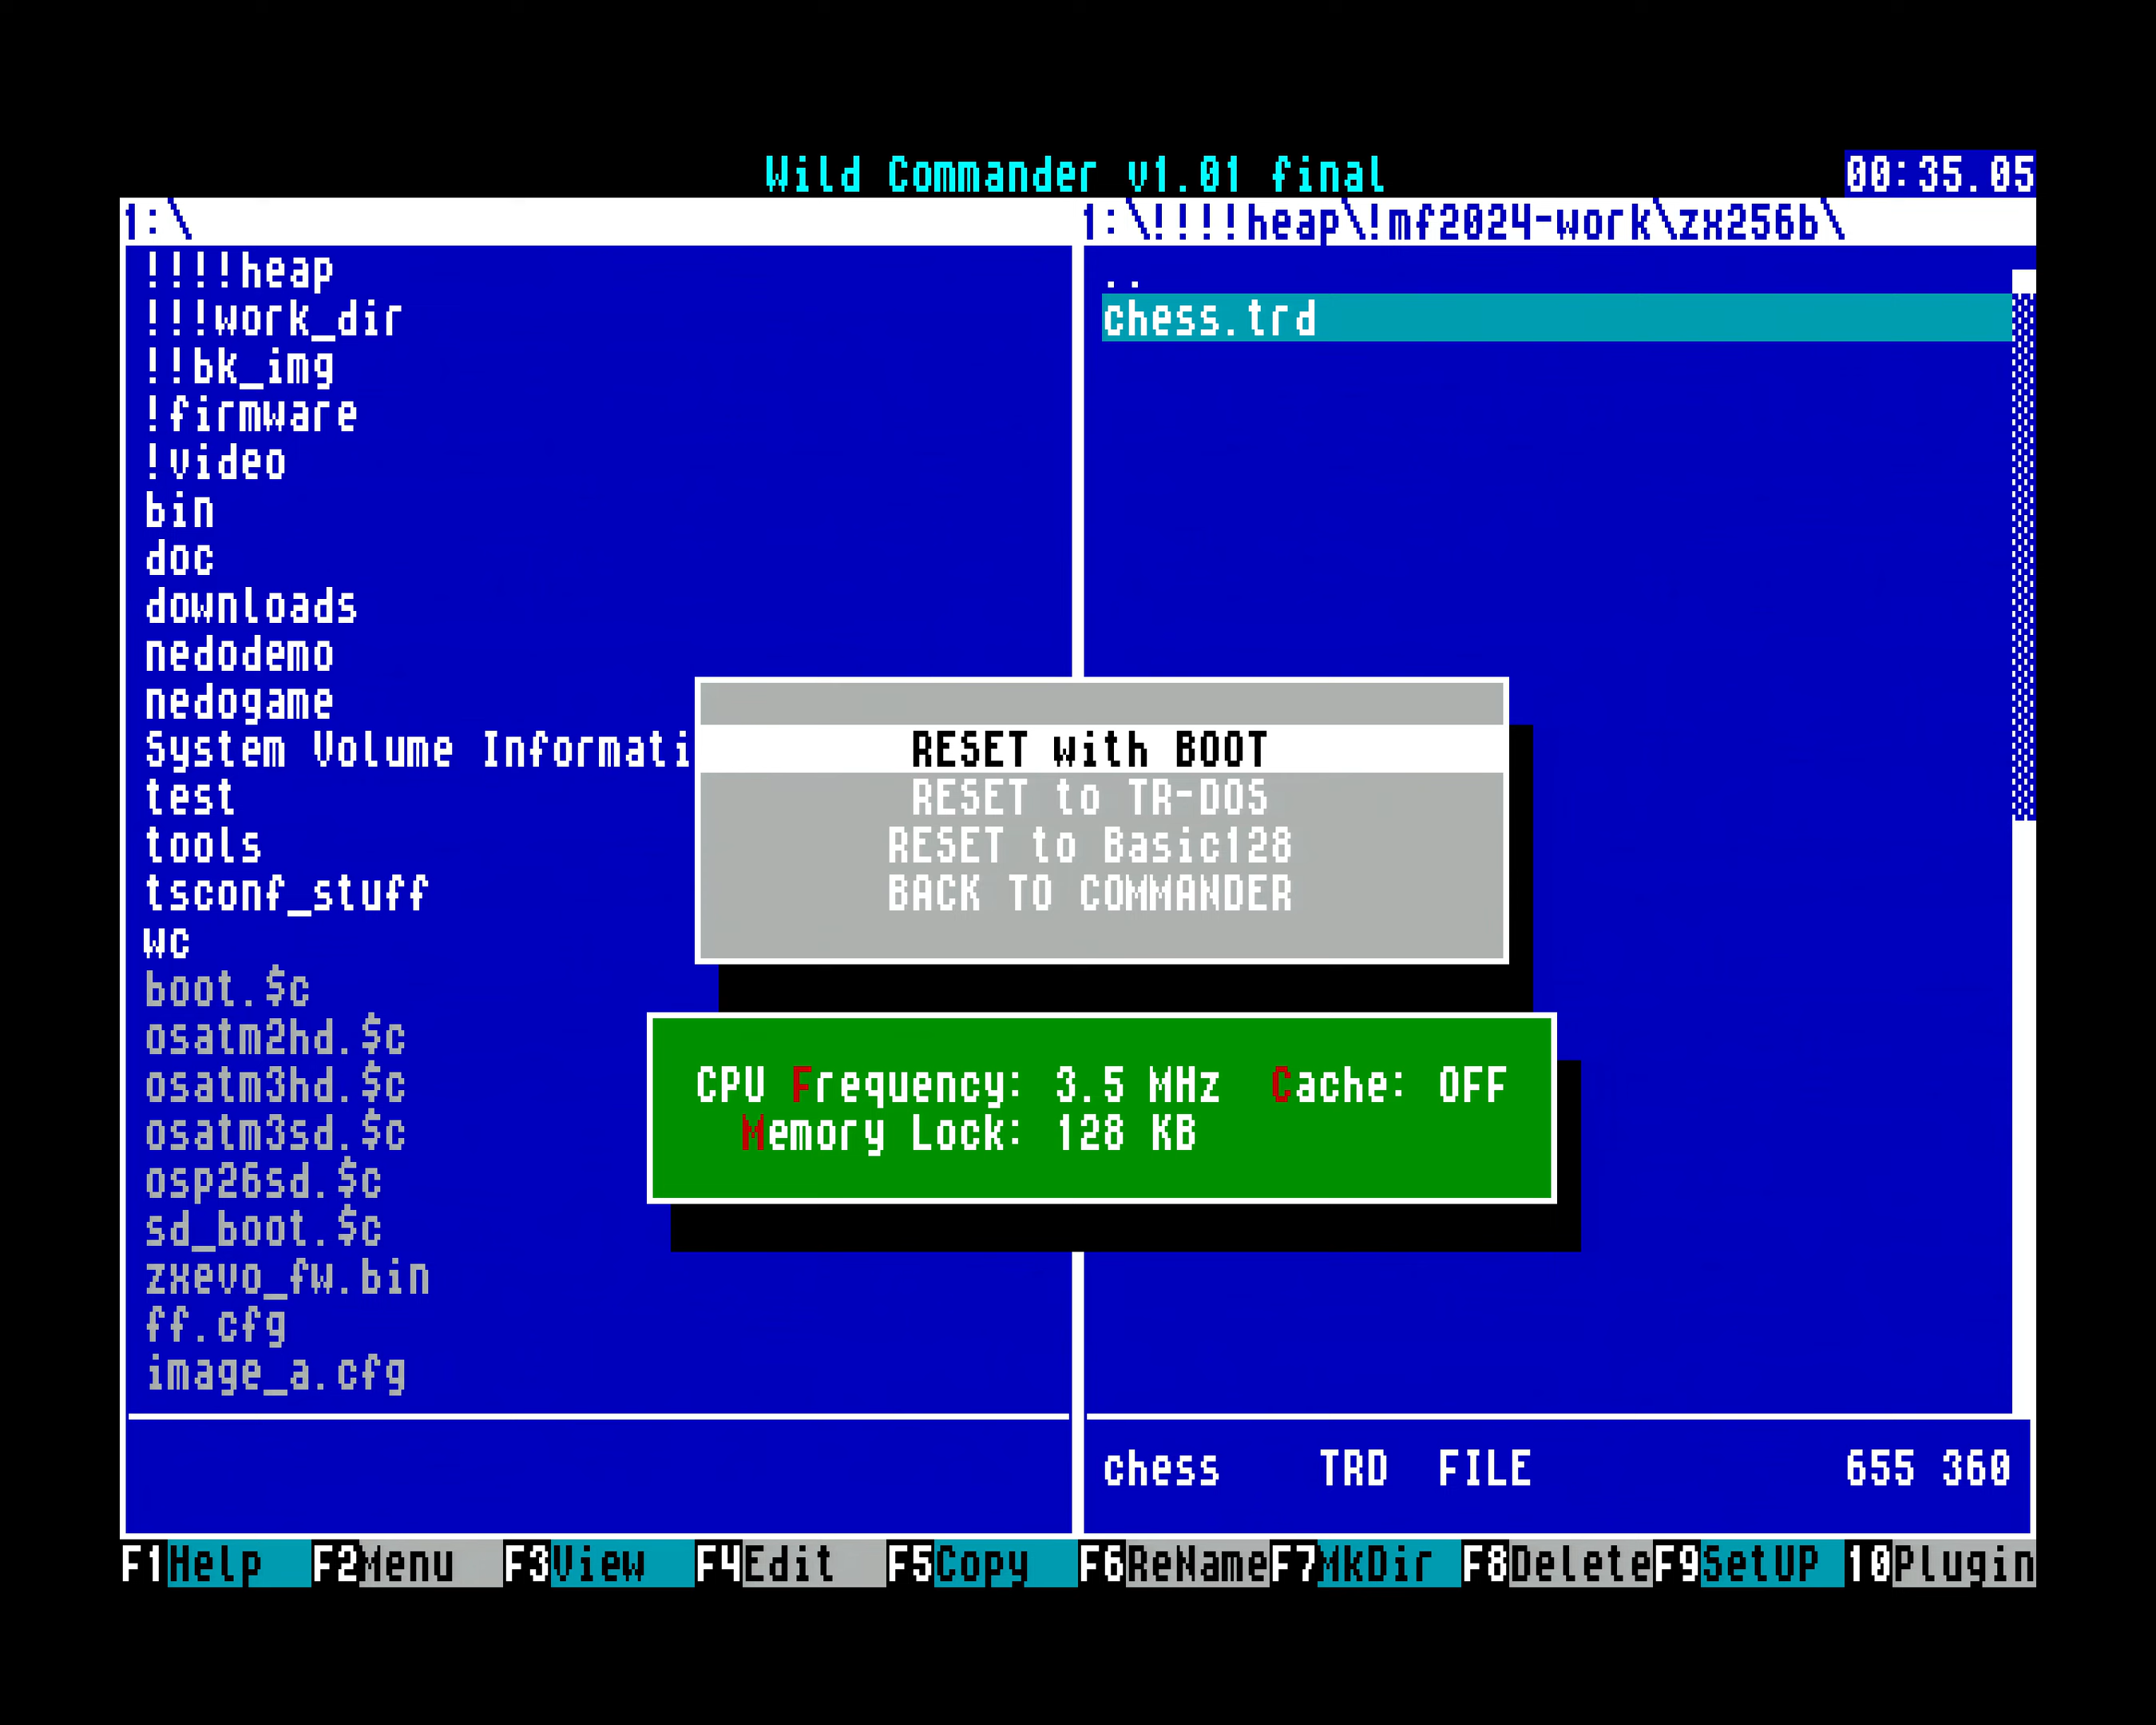 Wild Commander v1.01 final
00:35.05
1:\
!!!!heap
!!!work_dir
!!bk_img
!firmware
!video
bin
doc
downloads
nedodemo
nedogame
System Volume Informati
test
tools
tsconf_stuff
wc
boot.$c
osatm2hd.$c
osatm3hd.$c
osatm3sd.$c
osp26sd.$c
sd_boot.$c
zxevo_fw.bin
ff.cfg
image_a.cfg
1:\!!!!heap\!mf2024-work\zx256b\
..
chess.trd
RESET with BOOT
RESET to TR-DOS
RESET to Basic128
BACK TO COMMANDER
CPU Frequency: 3.5 MHz Cache: OFF
Memory Lock: 128 KB
chess TRD FILE 655 360
F1Help F2Menu F3View F4Edit F5Copy F6ReName F7MkDir F8Delete F9SetUP 10Plugin